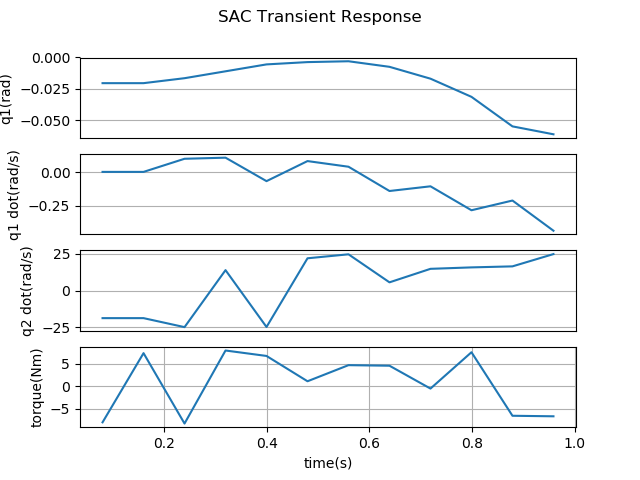 SAC Transient Response
0.000
−0.025
−0.050
q1(rad)
0.00
−0.25
q1 dot(rad/s)
25
0
−25
q2 dot(rad/s)
5
0
−5
torque(Nm)
0.2 0.4 0.6 0.8 1.0
time(s)